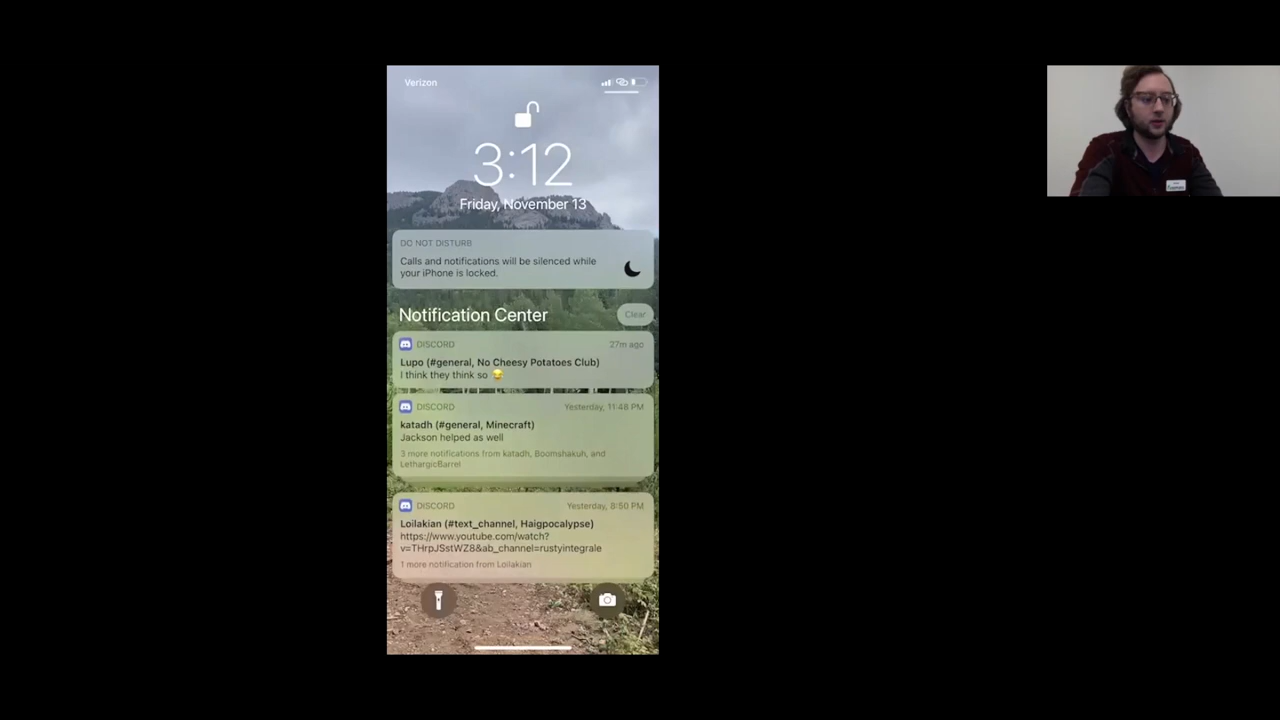 Verizon
3:12
Friday, November 13
DO NOT DISTURB
Calls and notifications will be silenced while
your iPhone is locked.
Notification Center
Clear
DISCORD
27m ago
Lupo (#general, No Cheesy Potatoes Club)
I think they think so 😂
DISCORD
Yesterday, 11:48 PM
katadh (#general, Minecraft)
Jackson helped as well
3 more notifications from katadh, Boomshakuh, and
LethargicBarrel
DISCORD
Yesterday, 8:50 PM
Loilakian (#text_channel, Haigpocalypse)
https://www.youtube.com/watch?
v=THrpJSstWZ8&ab_channel=rustyintegrale
1 more notification from Loilakian